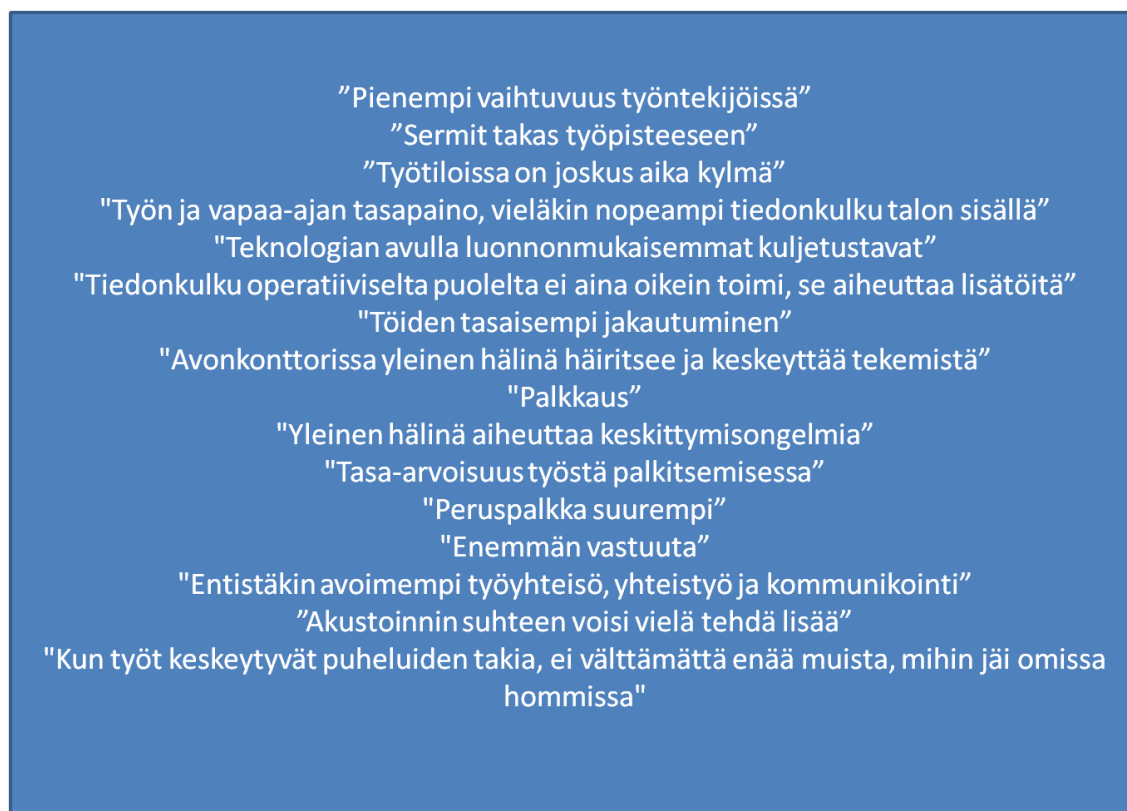 ”Pienempi vaihtuvuus työntekijöissä”
”Sermit takas työpisteeseen”
”Työtiloissa on joskus aika kylmä”
"Työn ja vapaa-ajan tasapaino, vieläkin nopeampi tiedonkulku talon sisällä”
"Teknologian avulla luonnonmukaisemmat kuljetustavat”
"Tiedonkulku operatiiviselta puolelta ei aina oikein toimi, se aiheuttaa lisätöitä”
"Töiden tasaisempi jakautuminen”
"Avonkonttorissa yleinen hälinä häiritsee ja keskeyttää tekemistä”
"Palkkaus”
"Yleinen hälinä aiheuttaa keskittymisongelmia”
"Tasa-arvoisuus työstä palkitsemisessa”
"Peruspalkka suurempi”
"Enemmän vastuuta”
"Entistäkin avoimempi työyhteisö, yhteistyö ja kommunikointi”
”Akustoinnin suhteen voisi vielä tehdä lisää”
"Kun työt keskeytyvät puheluiden takia, ei välttämättä enää muista, mihin jäi omissa
hommissa"